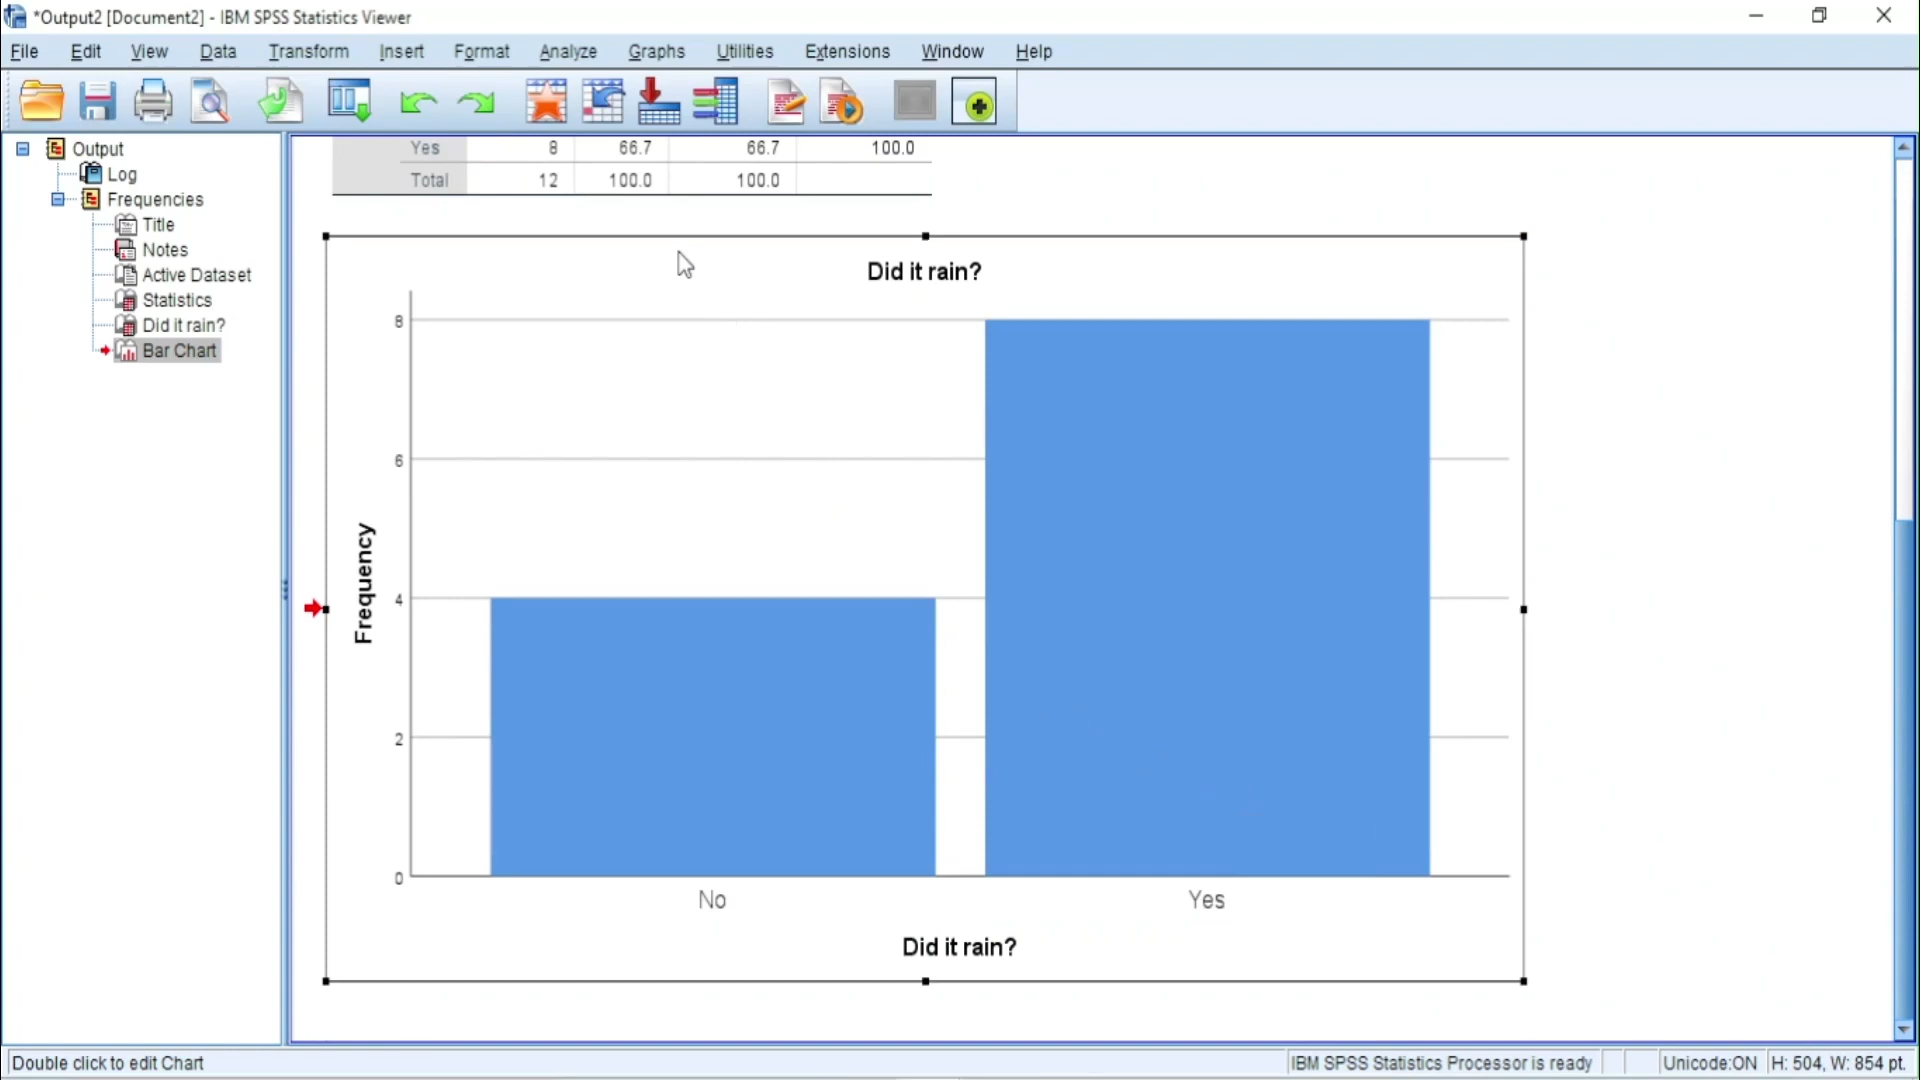 *Output2 [Document2] - IBM SPSS Statistics Viewer
File Edit View Data Transform Insert Format Analyze Graphs Utilities Extensions Window Help
Output
Log
Frequencies
Title
Notes
Active Dataset
Statistics
Did it rain?
Bar Chart
Yes 8 66.7 66.7 100.0
Total 12 100.0 100.0
Did it rain?
8
6
4
2
0
Frequency
No Yes
Did it rain?
Double click to edit Chart IBM SPSS Statistics Processor is ready Unicode:ON H: 504, W: 854 pt.